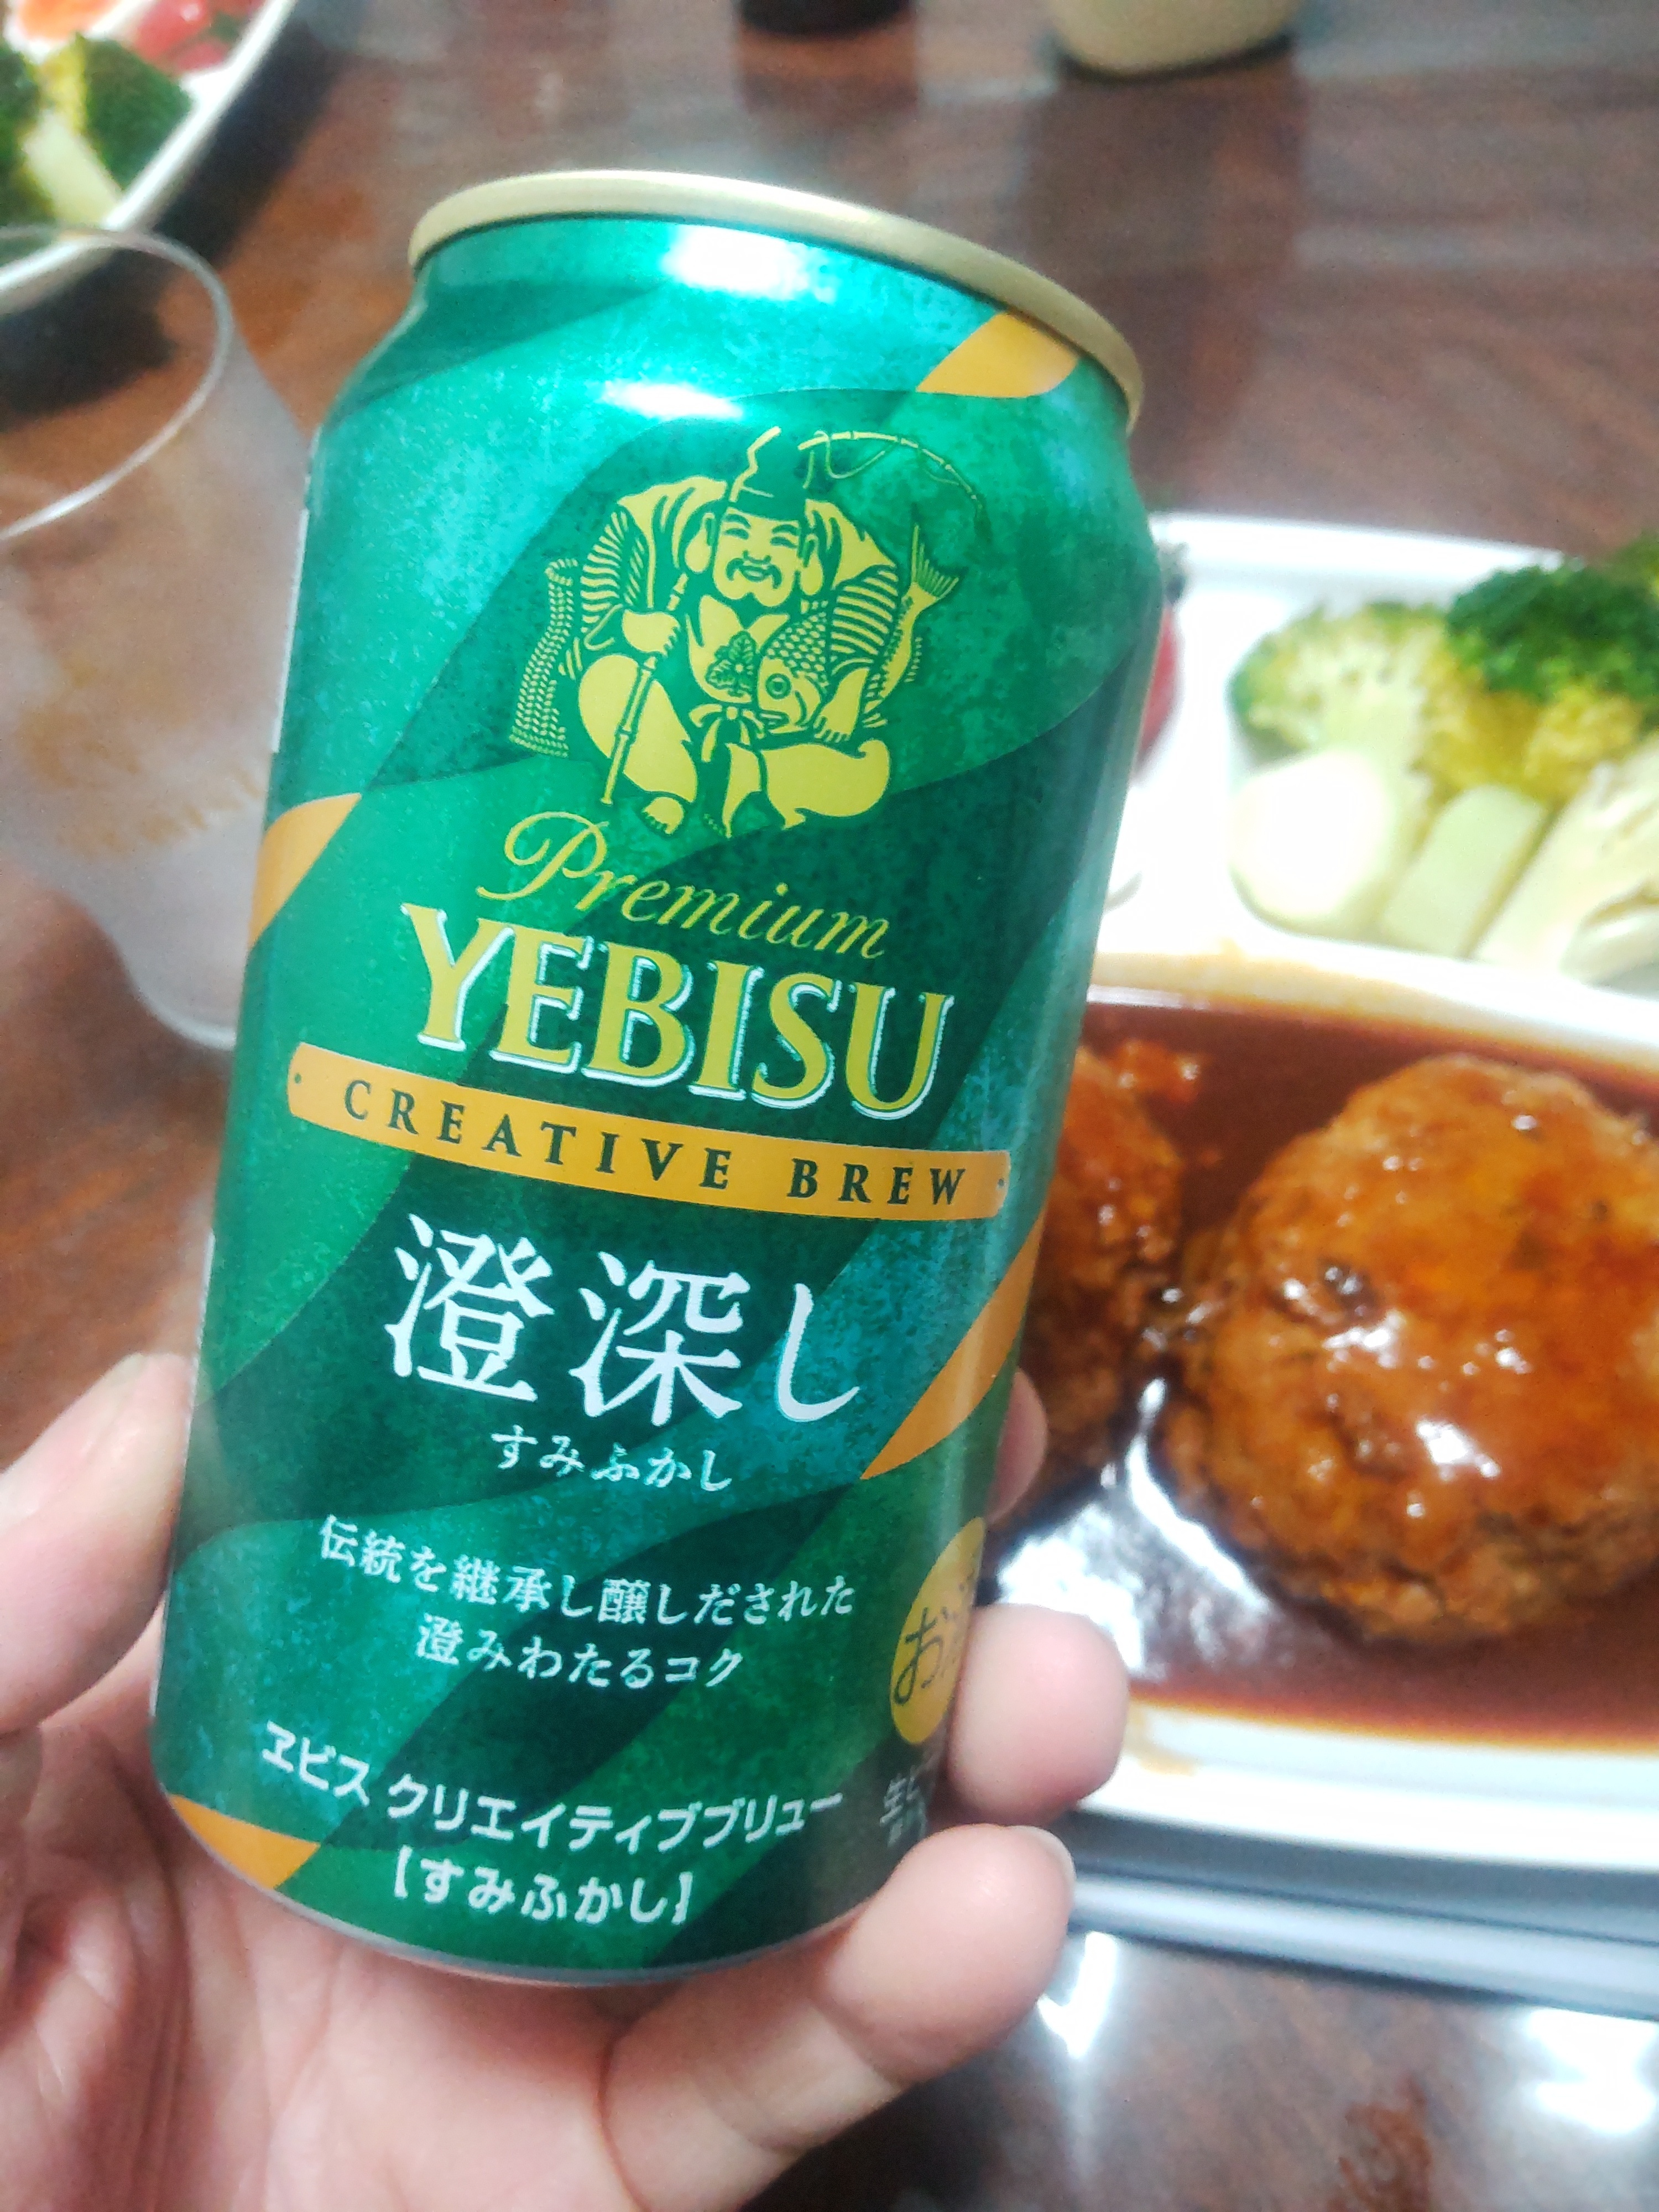 Premium
YEBISU
CREATIVE BREW
澄深し
すみふかし
伝統を継承し醸しだされた
澄みわたるコク
ヱビス クリエイティブブリュー
【すみふかし】
お
生